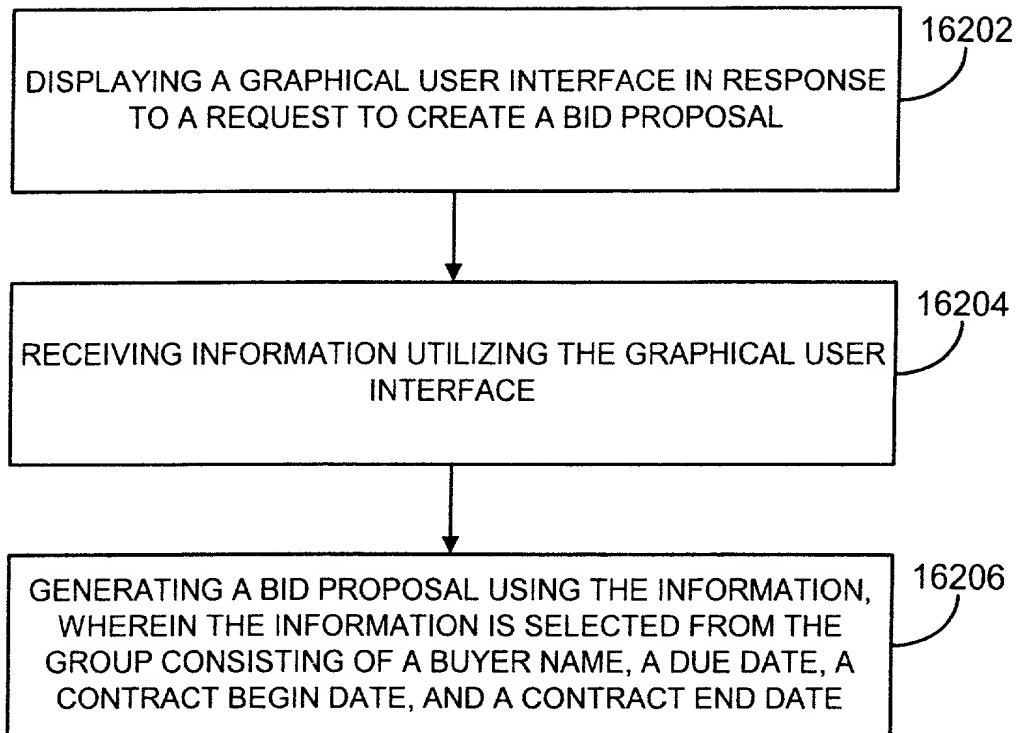 16202
DISPLAYING A GRAPHICAL USER INTERFACE IN RESPONSE
TO A REQUEST TO CREATE A BID PROPOSAL
16204
RECEIVING INFORMATION UTILIZING THE GRAPHICAL USER
INTERFACE
16206
GENERATING A BID PROPOSAL USING THE INFORMATION,
WHEREIN THE INFORMATION IS SELECTED FROM THE
GROUP CONSISTING OF A BUYER NAME, A DUE DATE, A
CONTRACT BEGIN DATE, AND A CONTRACT END DATE